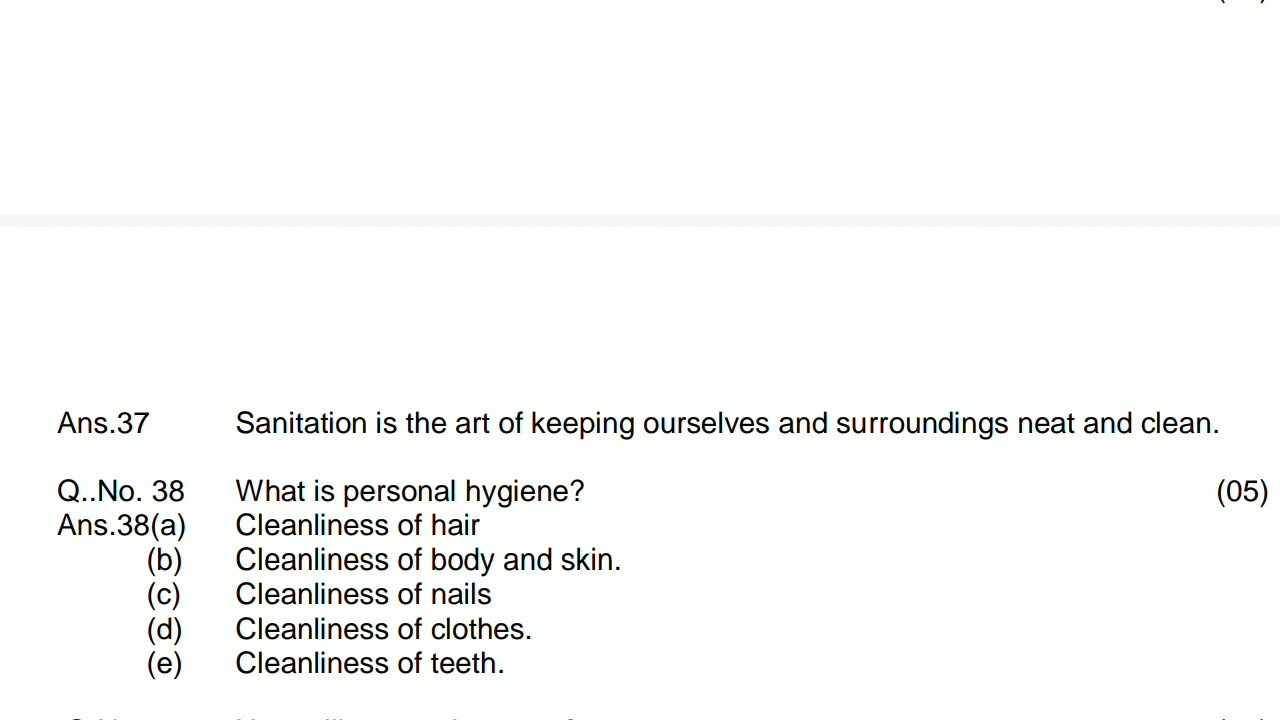 Ans.37 Sanitation is the art of keeping ourselves and surroundings neat and clean.
Q..No. 38 What is personal hygiene? (05)
Ans.38(a) Cleanliness of hair
(b) Cleanliness of body and skin.
(c) Cleanliness of nails
(d) Cleanliness of clothes.
(e) Cleanliness of teeth.